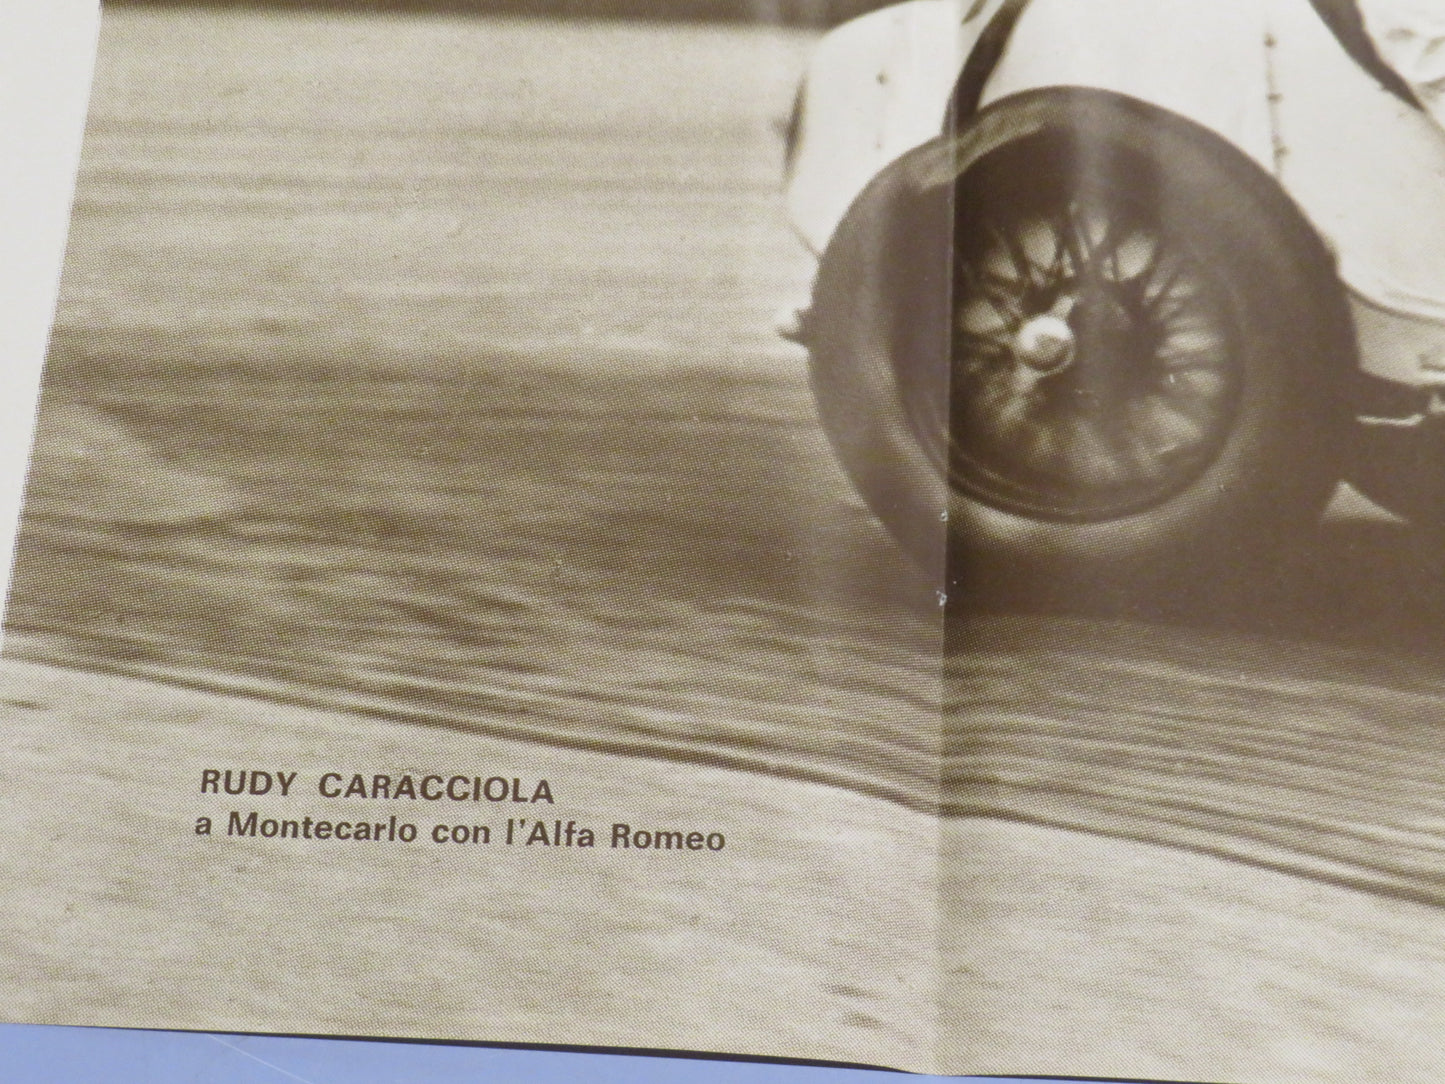 RUDY CARACCIOLA
a Montecarlo con l'Alfa Romeo